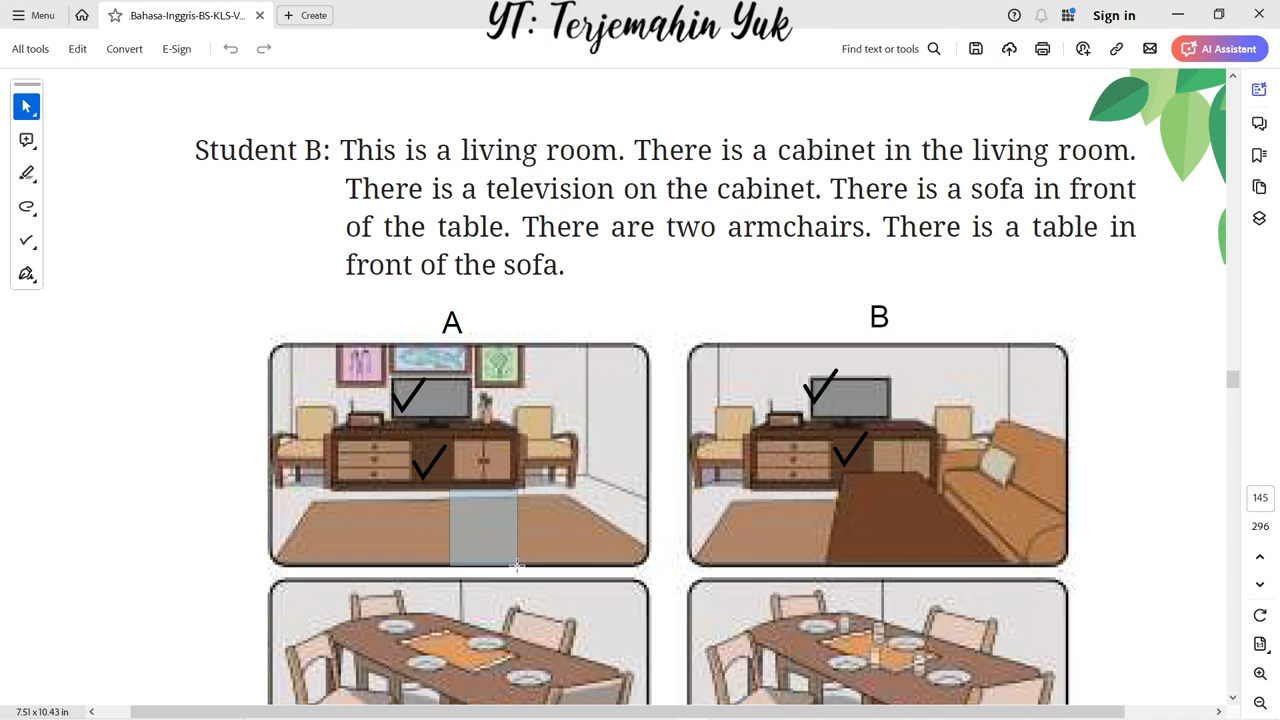 Menu
.Bahasa-Inggris-BS-KLS-V...
Create
YT: Terjemahin Yuk
Sign in
All tools
Edit
Convert
E-Sign
Find text or tools
AI Assistant
Student B: This is a living room. There is a cabinet in the living room.
There is a television on the cabinet. There is a sofa in front
of the table. There are two armchairs. There is a table in
front of the sofa.
A
B
145
296
7.51 x 10.43 in